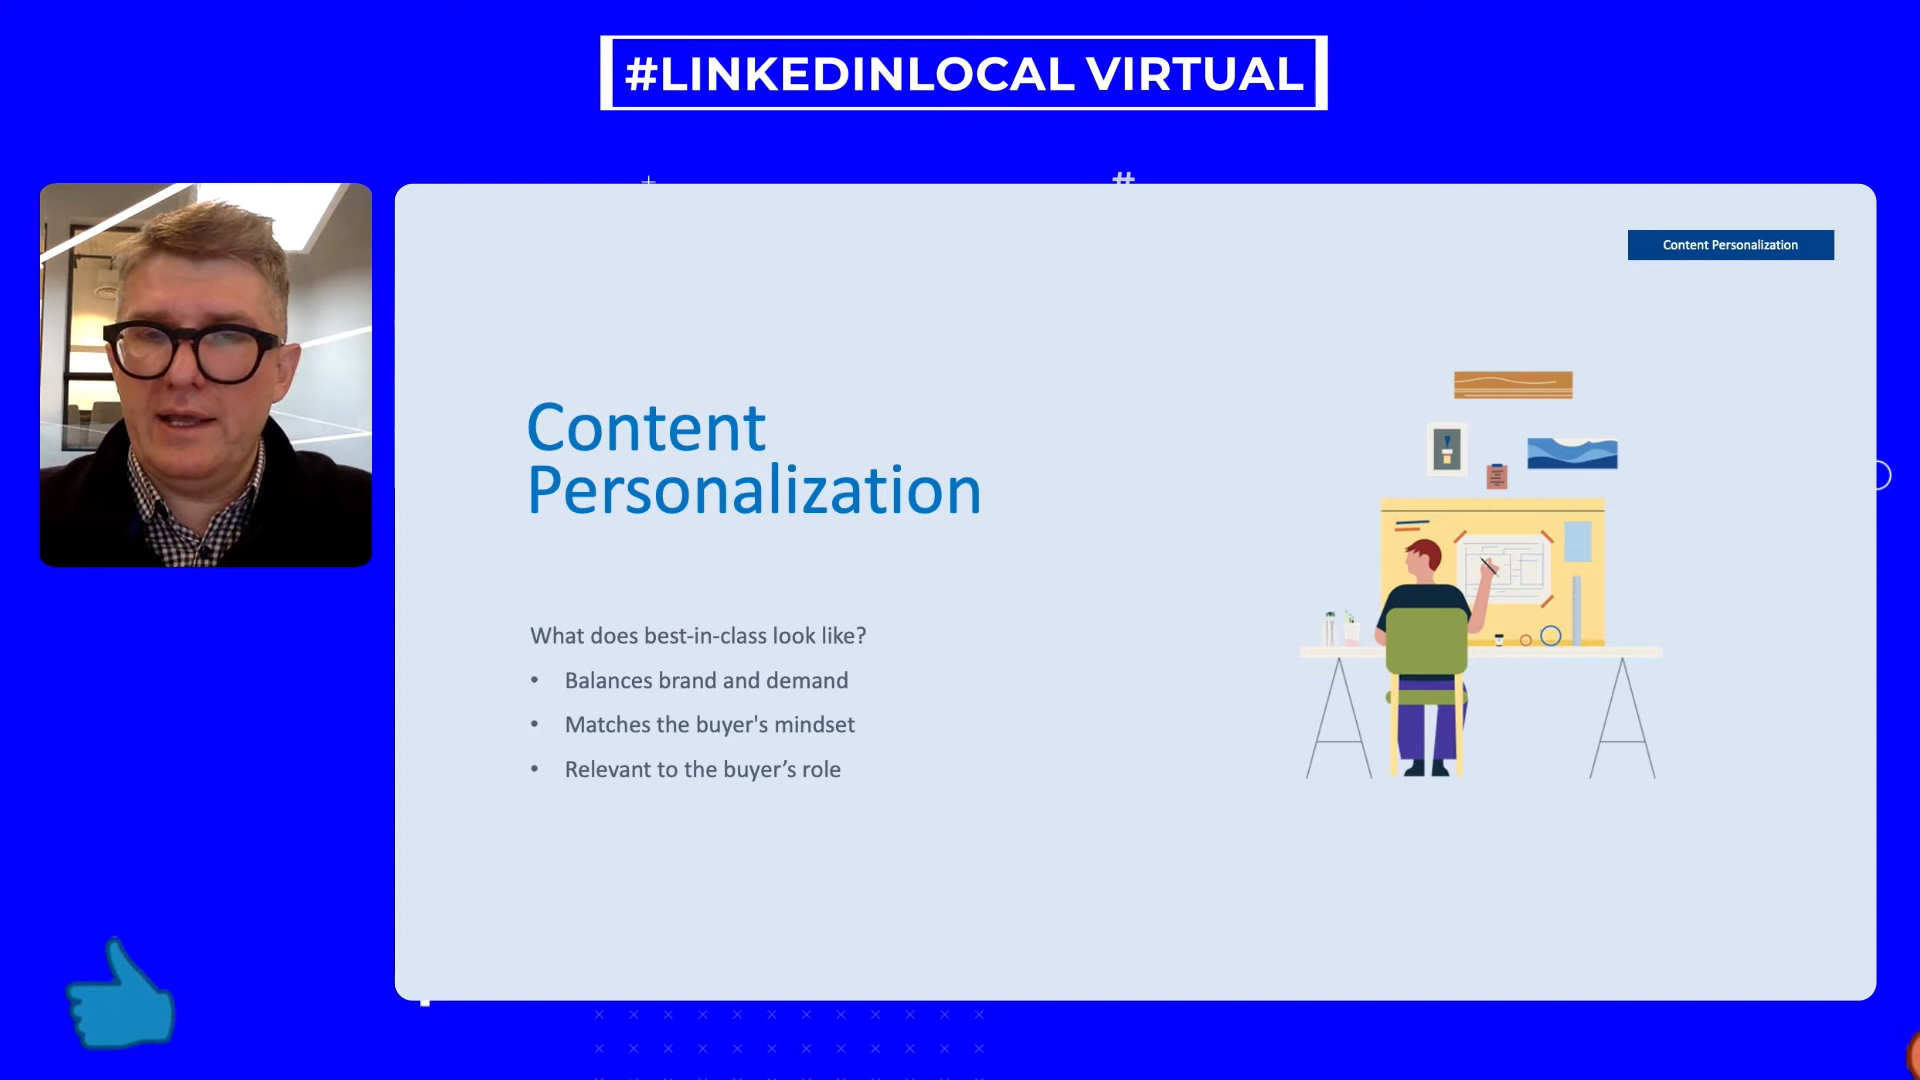 #LINKEDINLOCAL VIRTUAL
#
Content Personalization
Content
Personalization
What does best-in-class look like?
• Balances brand and demand
• Matches the buyer's mindset
• Relevant to the buyer’s role